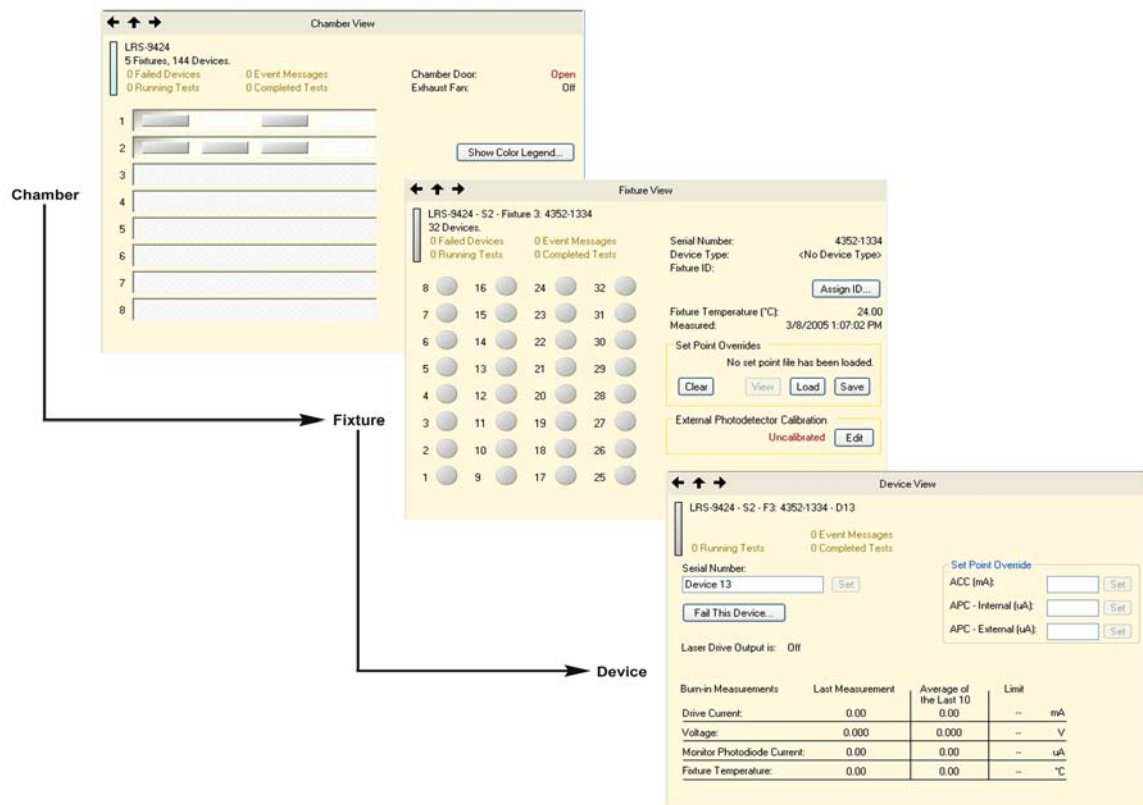 Chamber View
LRS-9424
5 Fixtures, 144 Devices.
0 Failed Devices 0 Event Messages
0 Running Tests 0 Completed Tests
Chamber Door: Open
Exhaust Fan: Off
1
2
Show Color Legend...
3
4
5
6
7
8
Chamber
Fixture View
LRS-9424 - S2 - Fixture 3: 4352-1334
32 Devices.
0 Failed Devices 0 Event Messages
0 Running Tests 0 Completed Tests
Serial Number: 4352-1334
Device Type: <No Device Type>
Fixture ID:
Assign ID...
Fixture Temperature (°C): 24.00
Measured: 3/8/2005 1:07:02 PM
Set Point Overrides
No set point file has been loaded.
Clear View Load Save
External Photodetector Calibration
Uncalibrated Edit
8 16 24 32
7 15 23 31
6 14 22 30
5 13 21 29
4 12 20 28
3 11 19 27
2 10 18 26
1 9 17 25
Fixture
Device View
LRS-9424 - S2 - F3: 4352-1334 - D13
0 Event Messages
0 Running Tests 0 Completed Tests
Serial Number:
Device 13 Set
Fail This Device...
Laser Drive Output is: Off
Set Point Override
ACC (mA): Set
APC - Internal (uA): Set
APC - External (uA): Set
Device
Burn-in Measurements Last Measurement Average of the Last 10 Limit
Drive Current: 0.00 0.00 -- mA
Voltage: 0.000 0.000 -- V
Monitor Photodiode Current: 0.00 0.00 -- uA
Fixture Temperature: 0.00 0.00 -- °C